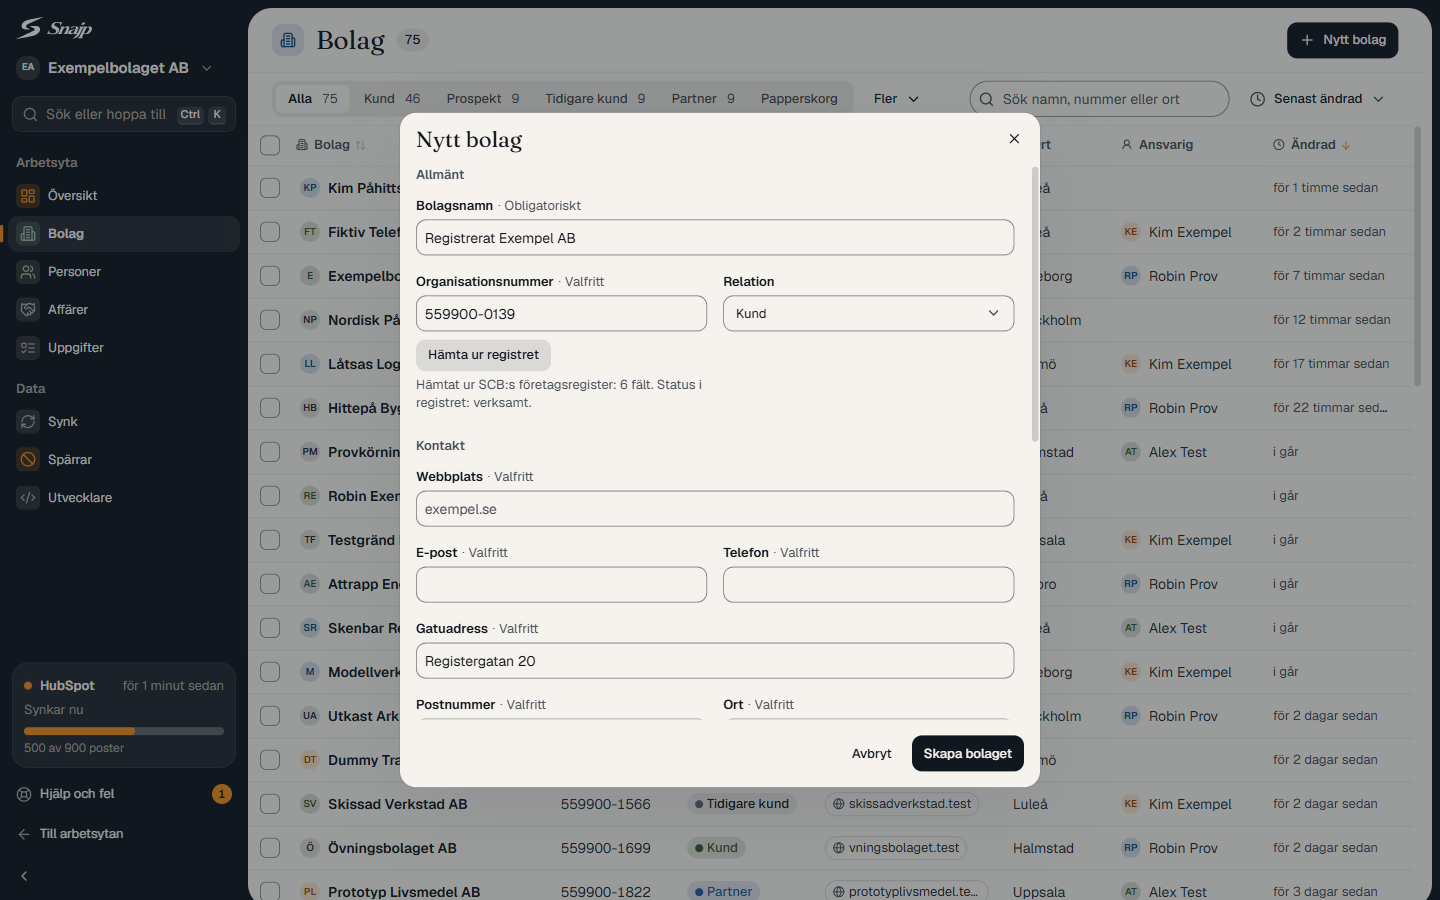 Snajp
EA Exempelbolaget AB
Sök eller hoppa till Ctrl K
Arbetsyta
Översikt
Bolag
Personer
Affärer
Uppgifter
Data
Synk
Spärrar
Utvecklare
HubSpot för 1 minut sedan
Synkar nu
500 av 900 poster
Hjälp och fel 1
Till arbetsytan
Bolag 75
Nytt bolag
Alla 75 Kund 46 Prospekt 9 Tidigare kund 9 Partner 9 Papperskorg Fler
Sök namn, nummer eller ort
Senast ändrad
Bolag Ansvarig Ändrad
KP Kim för 1 timme sedan
FT Fiktiv KE Kim Exempel för 2 timmar sedan
E RP Robin Prov för 7 timmar sedan
NP Nordisk för 12 timmar sedan
LL Låtsas KE Kim Exempel för 17 timmar sedan
HB Hittepå RP Robin Prov för 22 timmar sed...
PM AT Alex Test i går
RE Robin i går
TF Testgränd KE Kim Exempel i går
AE Attrapp RP Robin Prov i går
SR Skenbar AT Alex Test i går
M KE Kim Exempel i går
UA Utkast RP Robin Prov för 2 dagar sedan
DT Dummy för 2 dagar sedan
SV Skissad Verkstad AB 559900-1566 Tidigare kund skissadverkstad.test Luleå KE Kim Exempel för 2 dagar sedan
Ö Övningsbolaget AB 559900-1699 Kund vningsbolaget.test Halmstad RP Robin Prov för 2 dagar sedan
PL Prototyp Livsmedel AB 559900-1822 Partner prototyplivsmedel.te... Uppsala AT Alex Test för 3 dagar sedan
Nytt bolag
Allmänt
Bolagsnamn · Obligatoriskt
Registrerat Exempel AB
Organisationsnummer · Valfritt Relation
559900-0139 Kund
Hämta ur registret
Hämtat ur SCB:s företagsregister: 6 fält. Status i
registret: verksamt.
Kontakt
Webbplats · Valfritt
exempel.se
E-post · Valfritt Telefon · Valfritt
Gatuadress · Valfritt
Registergatan 20
Postnummer · Valfritt Ort · Valfritt
Avbryt Skapa bolaget